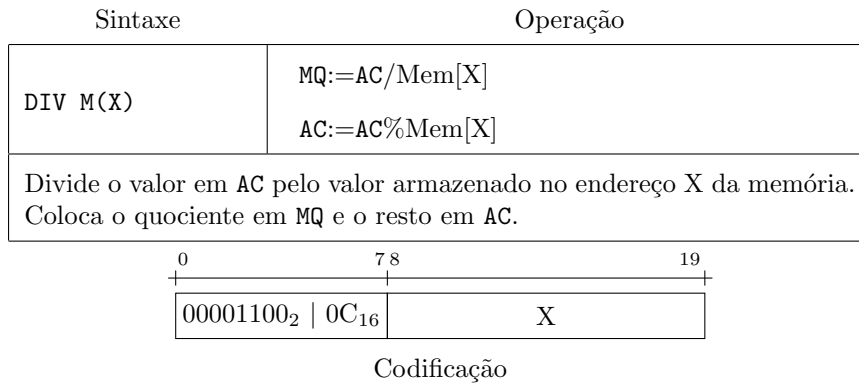 Sintaxe Operação
DIV M(X)
MQ:=AC/Mem[X]
AC:=AC%Mem[X]
Divide o valor em AC pelo valor armazenado no endereço X da memória.
Coloca o quociente em MQ e o resto em AC.
0 7 8 19
00001100₂ | 0C₁₆ X
Codificação